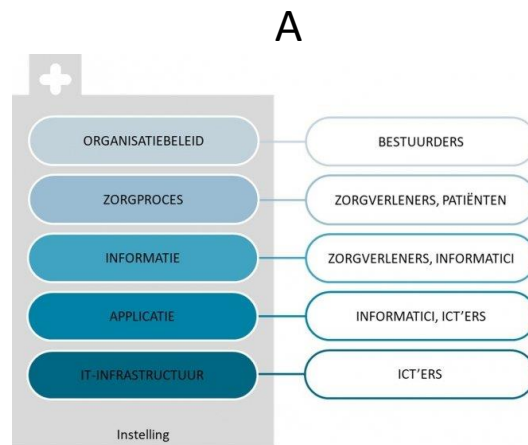 A
ORGANISATIEBELEID BESTUURDERS
ZORGPROCES ZORGVERLENERS, PATIËNTEN
INFORMATIE ZORGVERLENERS, INFORMATICI
APPLICATIE INFORMATICI, ICT'ERS
IT-INFRASTRUCTUUR ICT'ERS
Instelling